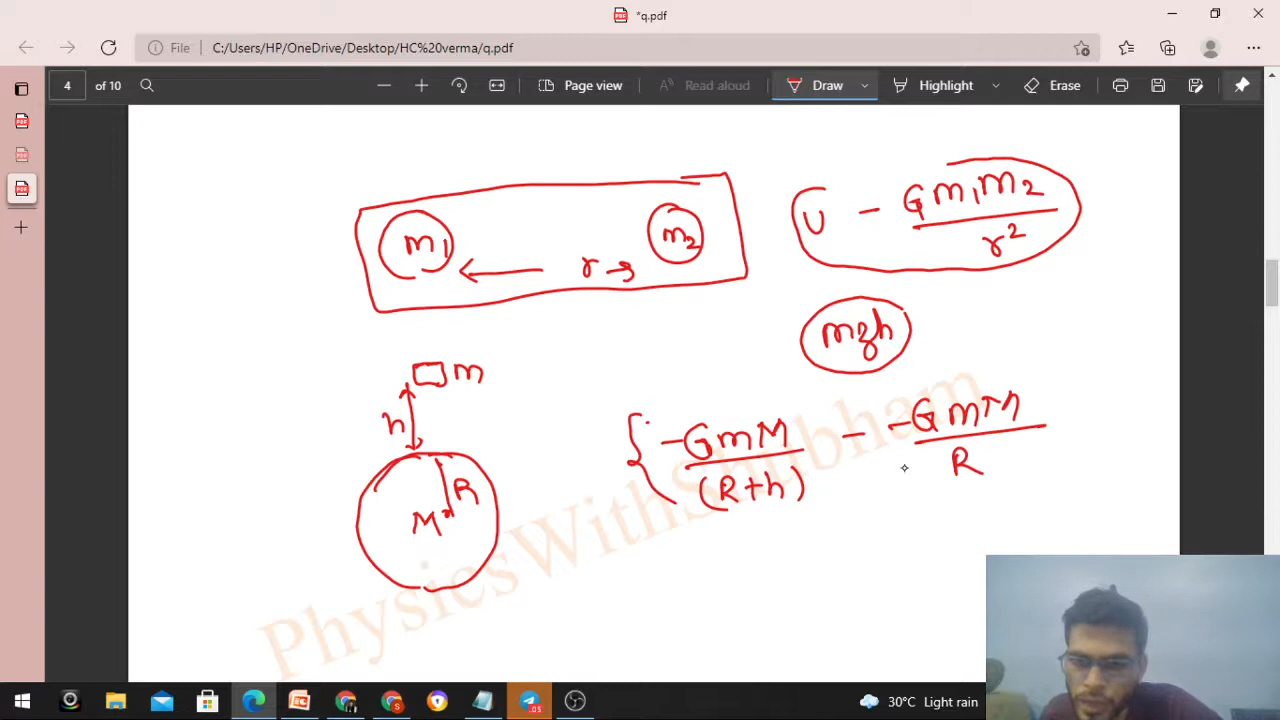 *q.pdf
File C:/Users/HP/OneDrive/Desktop/HC%20verma/q.pdf
4 of 10 Page view Read aloud Draw Highlight Erase
m1 r m2
U - Gm1m2
r2
mgh
m
h
-GmM - -GmM
(R+h) R
R
M
PhysicsWithShubham
30°C Light rain